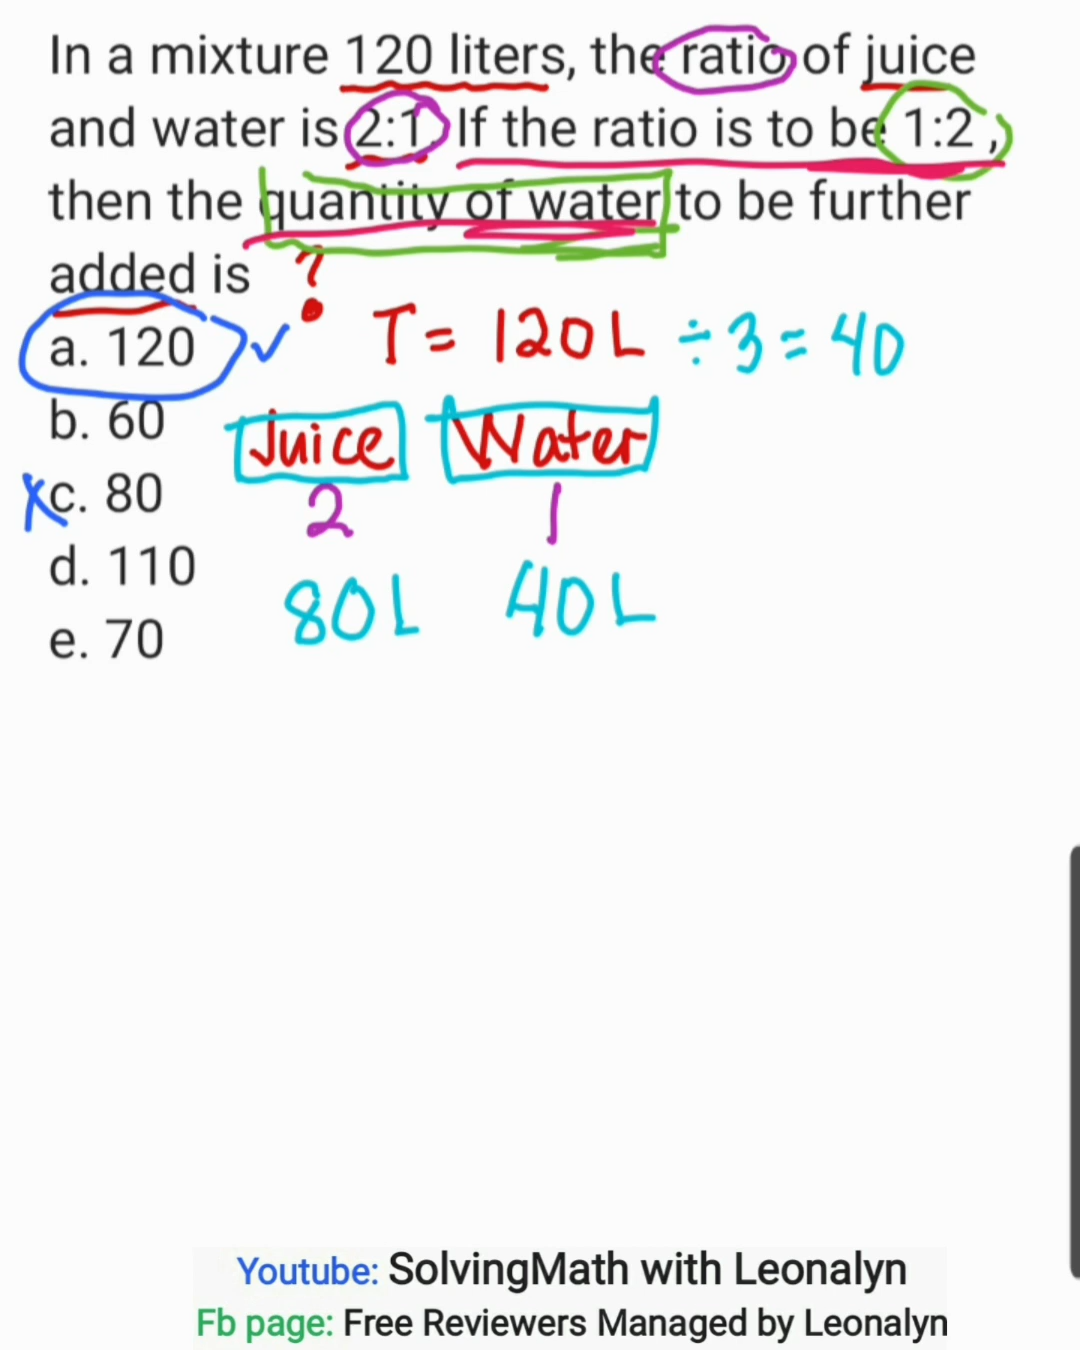 In a mixture 120 liters, the ratio of juice
and water is 2:1. If the ratio is to be 1:2 ,
then the quantity of water to be further
added is ?
a. 120 T = 120L ÷ 3 = 40
b. 60 Juice Water
c. 80 2 1
d. 110 80L 40L
e. 70
Youtube: SolvingMath with Leonalyn
Fb page: Free Reviewers Managed by Leonalyn